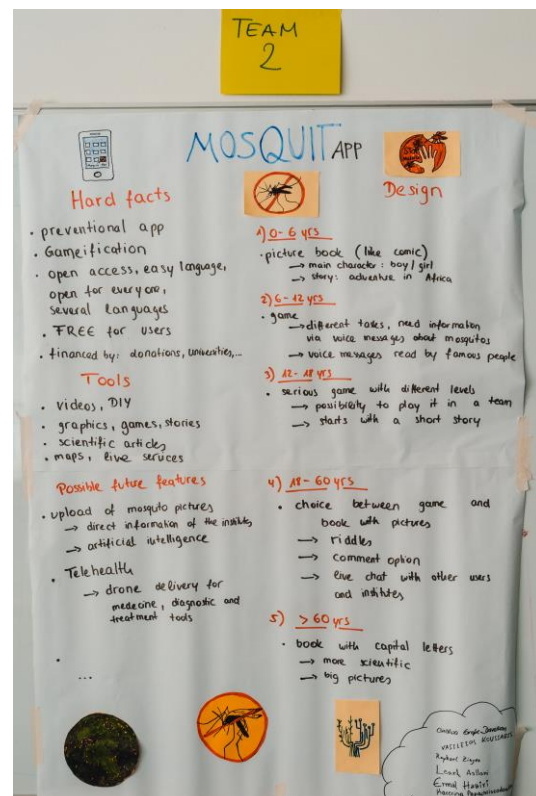 TEAM
2
MOSQUIT APP
Hard facts
• preventional app
• Gameification
• open access, easy language,
open for everyone,
several languages
• FREE for users
• financed by: donations, universities,...
Tools
• videos, DIY
• graphics, games, stories
• scientific articles
• maps, live services
Possible future features
• upload of mosquito pictures
→ direct information of the institutes
→ artificial intelligence
• Telehealth
→ drone delivery for
medecine, diagnostic and
treatment tools
•
...
Design
1) 0-6 yrs
• picture book (like comic)
→ main character: boy/girl
→ story: adventure in Africa
2) 6-12 yrs
• game
→ different tasks, need information
via voice messages about mosquitos
→ voice messages read by famous people
3) 12-18 yrs
• serious game with different levels
→ possibility to play it in a team
→ starts with a short story
4) 18-60 yrs
• choice between game and
book with pictures
→ riddles
→ comment option
→ live chat with other users
and institutes
5) >60 yrs
• book with capital letters
→ more scientific
→ big pictures
Raphael
Ermal